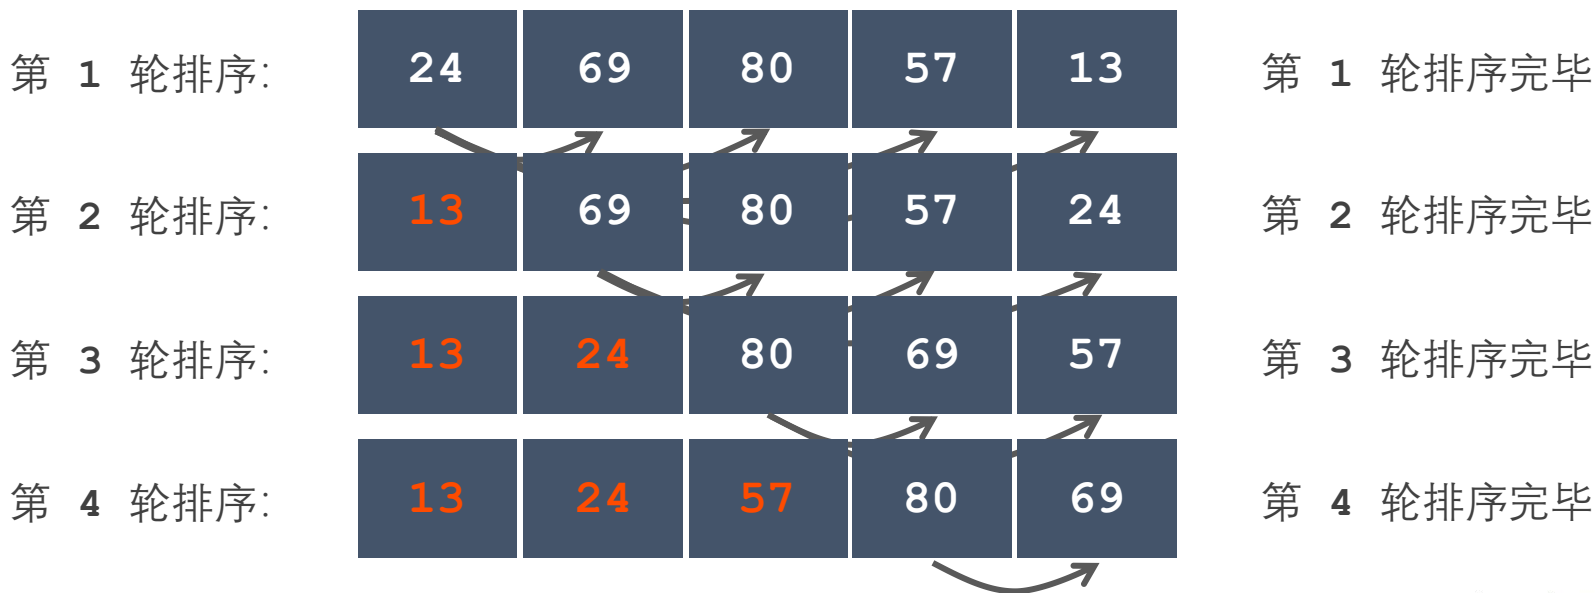 第 1 轮排序: 24 69 80 57 13 第 1 轮排序完毕
第 2 轮排序: 13 69 80 57 24 第 2 轮排序完毕
第 3 轮排序: 13 24 80 69 57 第 3 轮排序完毕
第 4 轮排序: 13 24 57 80 69 第 4 轮排序完毕